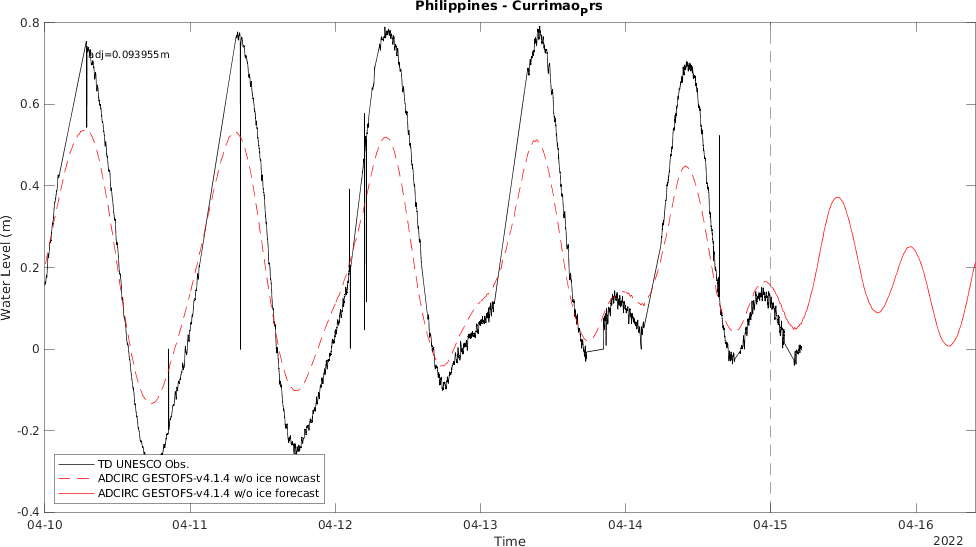 Philippines - Currimaoprs
adj=0.093955m
Water Level (m)
0.8
0.6
0.4
0.2
0
-0.2
-0.4
TD UNESCO Obs.
ADCIRC GESTOFS-v4.1.4 w/o ice nowcast
ADCIRC GESTOFS-v4.1.4 w/o ice forecast
04-10 04-11 04-12 04-13 04-14 04-15 04-16
Time
2022